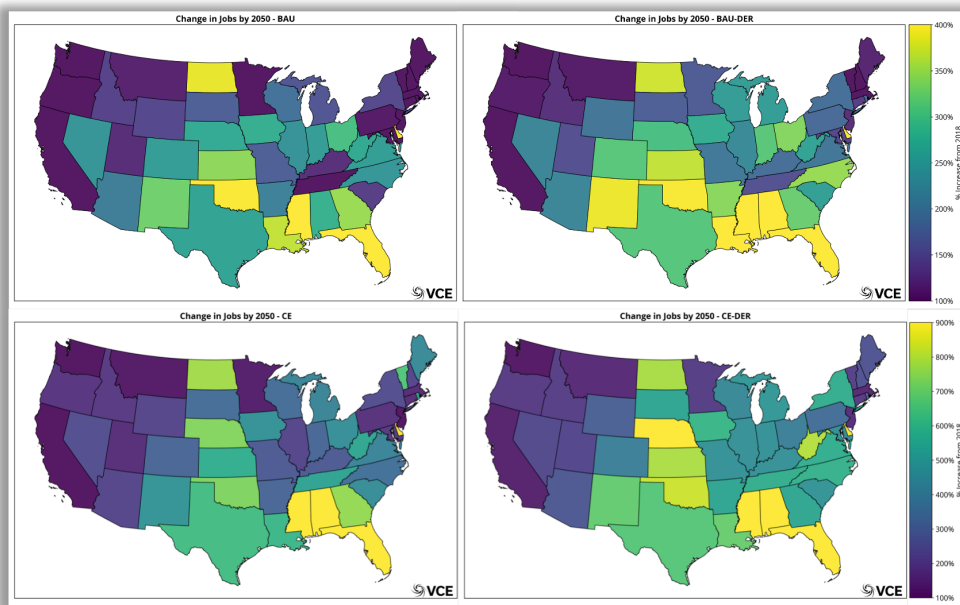 Change in Jobs by 2050 - BAU
Change in Jobs by 2050 - BAU-DER
400%
350%
300%
250%
200%
150%
100%
% Increase from 2018
VCE
VCE
Change in Jobs by 2050 - CE
Change in Jobs by 2050 - CE-DER
900%
800%
700%
600%
500%
400%
300%
200%
100%
% Increase from 2018
VCE
VCE